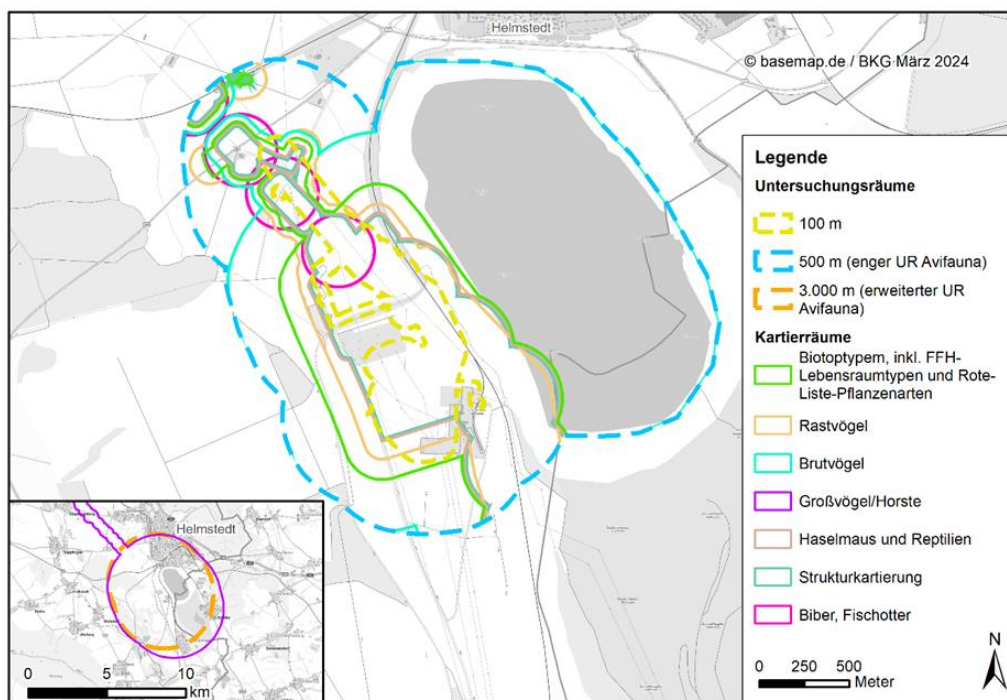 Helmstedt
© basemap.de / BKG März 2024
Legende
Untersuchungsräume
100 m
500 m (enger UR Avifauna)
3.000 m (erweiterter UR
Avifauna)
Kartierräume
Biotoptypem, inkl. FFH-
Lebensraumtypen und Rote-
Liste-Pflanzenarten
Rastvögel
Brutvögel
Großvögel/Horste
Haselmaus und Reptilien
Strukturkartierung
Biber, Fischotter
N
0 250 500
Meter
Helmstedt
0 5 10
km